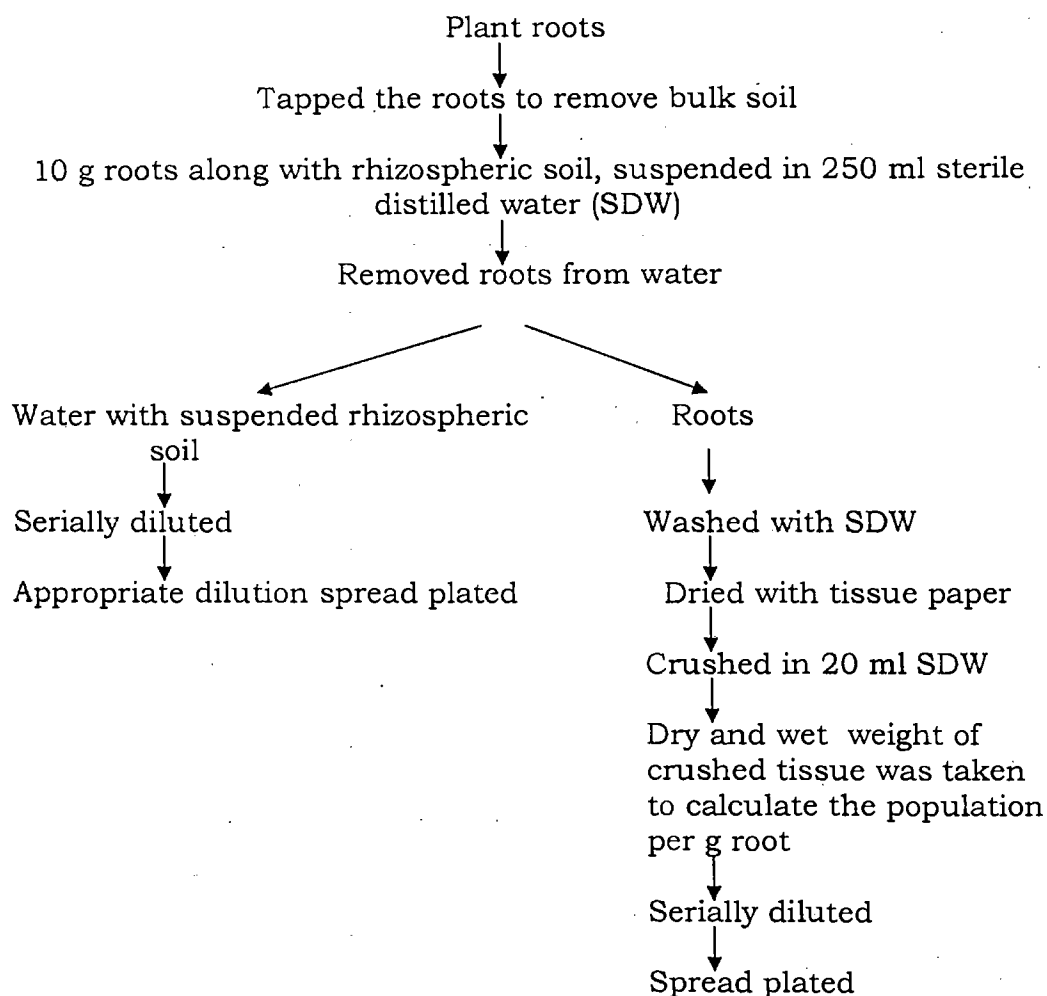 Plant roots
Tapped the roots to remove bulk soil
10 g roots along with rhizospheric soil, suspended in 250 ml sterile
distilled water (SDW)
Removed roots from water
Water with suspended rhizospheric
soil
Serially diluted
Appropriate dilution spread plated
Roots
Washed with SDW
Dried with tissue paper
Crushed in 20 ml SDW
Dry and wet weight of
crushed tissue was taken
to calculate the population
per g root
Serially diluted
Spread plated